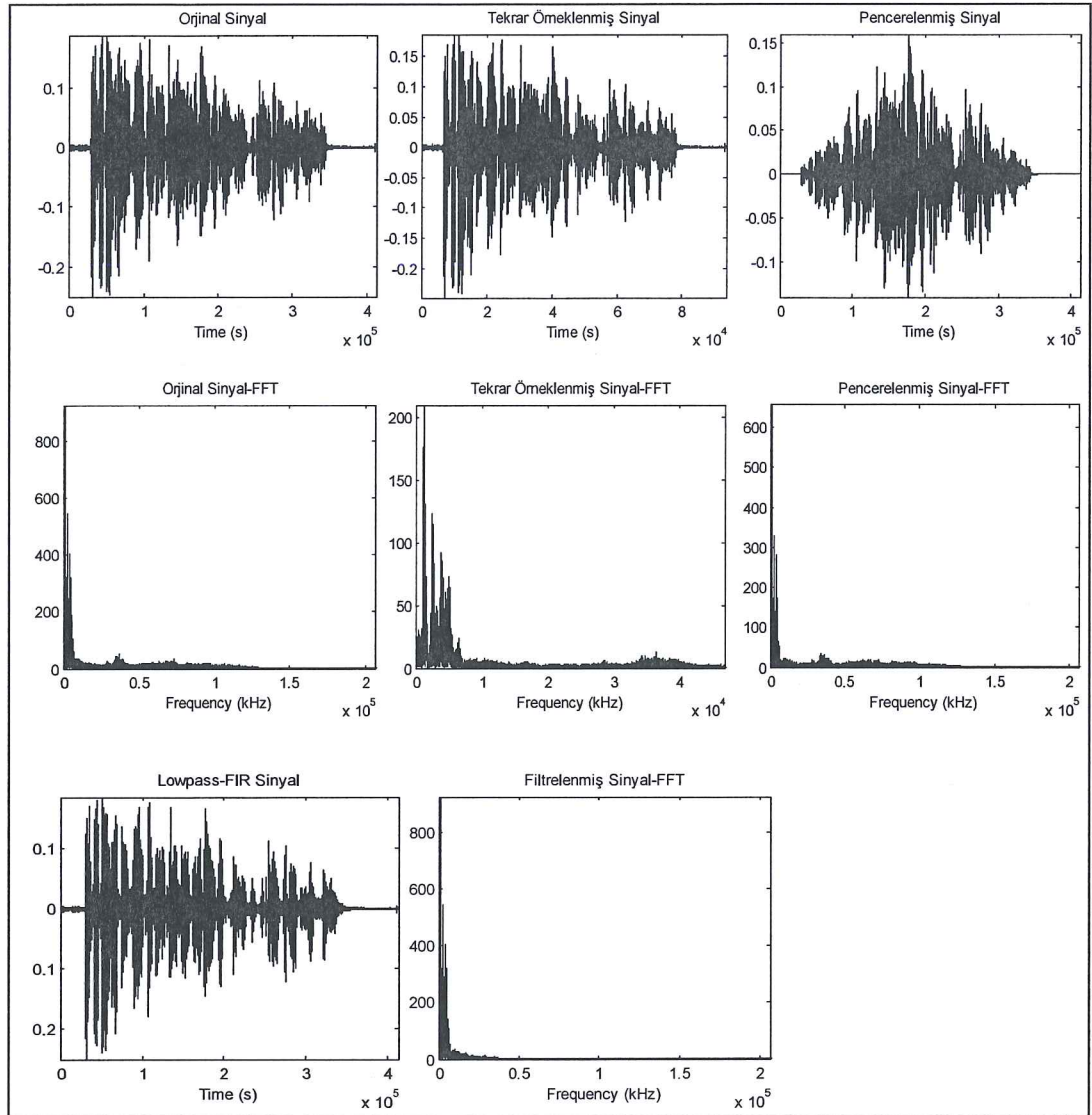 Orjinal Sinyal
Tekrar Örneklenmiş Sinyal
Pencerelenmiş Sinyal
0.1
0
-0.1
-0.2
0 1 2 3 4
Time (s)
x 10^5
0.15
0.1
0.05
0
-0.05
-0.1
-0.15
-0.2
0 2 4 6 8
Time (s)
x 10^4
0.15
0.1
0.05
0
-0.05
-0.1
0 1 2 3 4
Time (s)
x 10^5
Orjinal Sinyal-FFT
Tekrar Örneklenmiş Sinyal-FFT
Pencerelenmiş Sinyal-FFT
800
600
400
200
0
0 0.5 1 1.5 2
Frequency (kHz)
x 10^5
200
150
100
50
0
0 1 2 3 4
Frequency (kHz)
x 10^4
600
500
400
300
200
100
0
0 0.5 1 1.5 2
Frequency (kHz)
x 10^5
Lowpass-FIR Sinyal
Filtrelenmiş Sinyal-FFT
0.1
0
0.1
0.2
0 1 2 3 4
Time (s)
x 10^5
800
600
400
200
0
0 0.5 1 1.5 2
Frequency (kHz)
x 10^5